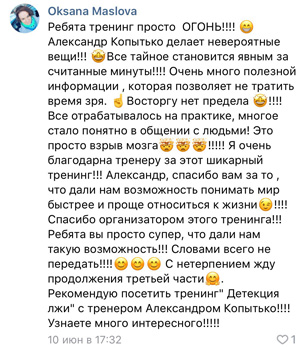 Oksana Maslova
Ребята тренинг просто ОГОНЬ!!!! 😀
Александр Копытько делает невероятные
вещи!!! 🤩Все тайное становится явным за
считанные минуты!!!! Очень много полезной
информации , которая позволяет не тратить
время зря. ☝️Восторгу нет предела 🤩!!!!
Все отрабатывалось на практике, многое
стало понятно в общении с людьми! Это
просто взрыв мозга🤯🤯🤯!!!!! Я очень
благодарна тренеру за этот шикарный
тренинг!!! Александр, спасибо вам за то ,
что дали нам возможность понимать мир
быстрее и проще относиться к жизни😉!!!!
Спасибо организатором этого тренинга!!!
Ребята вы просто супер, что дали нам
такую возможность!!! Словами всего не
передать!!!!😊😊😊 С нетерпением жду
продолжения третьей части🤗.
Рекомендую посетить тренинг" Детекция
лжи" с тренером Александром Копытько!!!!
Узнаете много интересного!!!!!
10 июн в 17:32